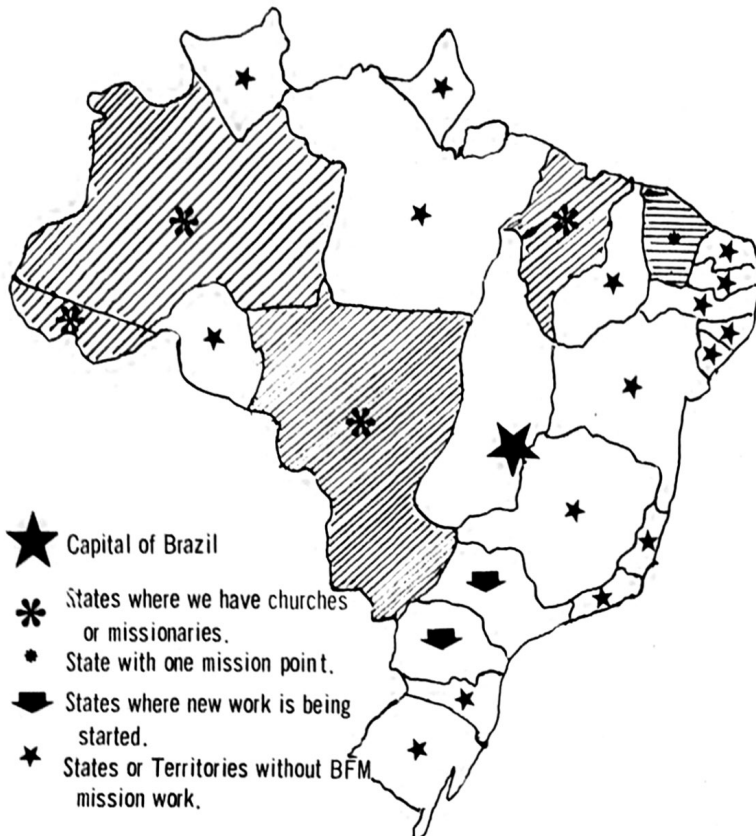 Capital of Brazil
States where we have churches
or missionaries.
State with one mission point.
States where new work is being
started.
States or Territories without BFM
mission work.